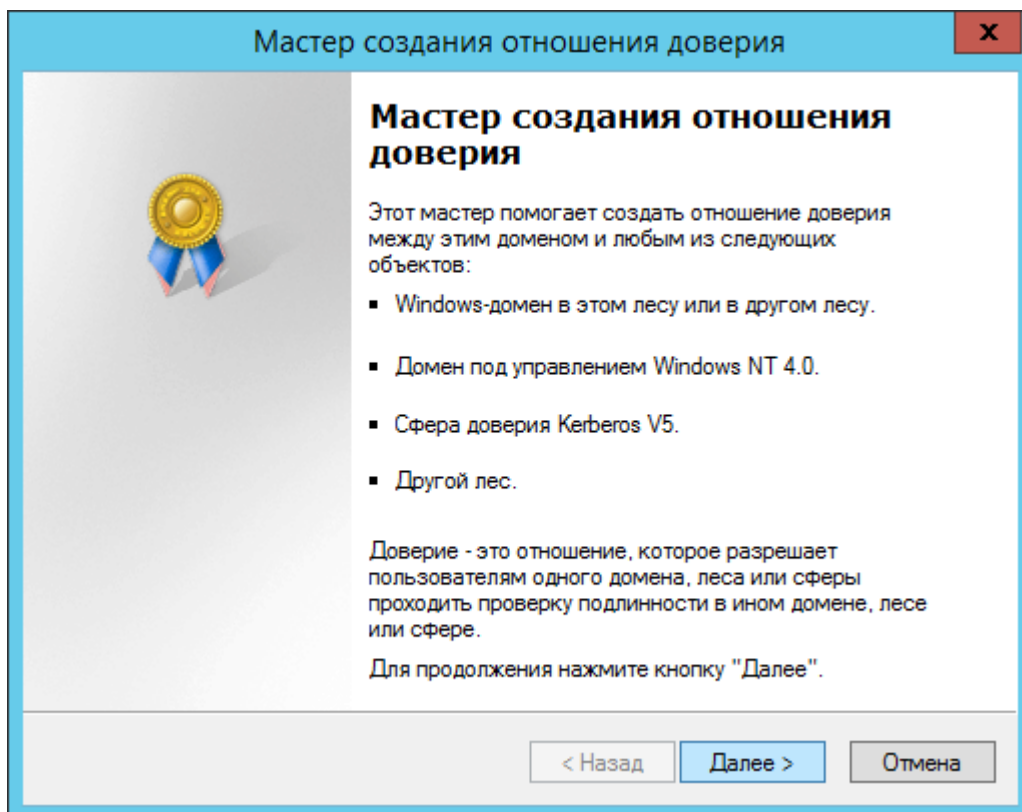 Мастер создания отношения доверия
x
Мастер создания отношения
доверия
Этот мастер помогает создать отношение доверия
между этим доменом и любым из следующих
объектов:
▪ Windows-домен в этом лесу или в другом лесу.
▪ Домен под управлением Windows NT 4.0.
▪ Сфера доверия Kerberos V5.
▪ Другой лес.
Доверие - это отношение, которое разрешает
пользователям одного домена, леса или сферы
проходить проверку подлинности в ином домене, лесе
или сфере.
Для продолжения нажмите кнопку "Далее".
< Назад Далее > Отмена